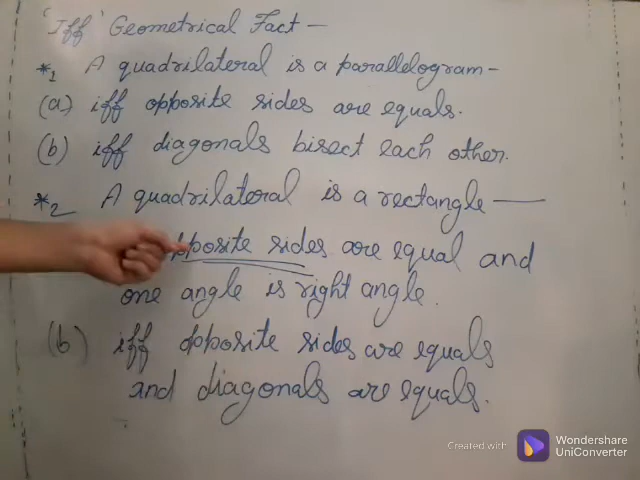 'Iff' Geometrical Fact -
*1 A quadrilateral is a parallelogram -
(a) iff opposite sides are equals.
(b) iff diagonals bisect each other.
*2 A quadrilateral is a rectangle —
pposite sides are equal and
one angle is right angle.
(b) iff opposite sides are equals
and diagonals are equals.
Created with Wondershare
UniConverter